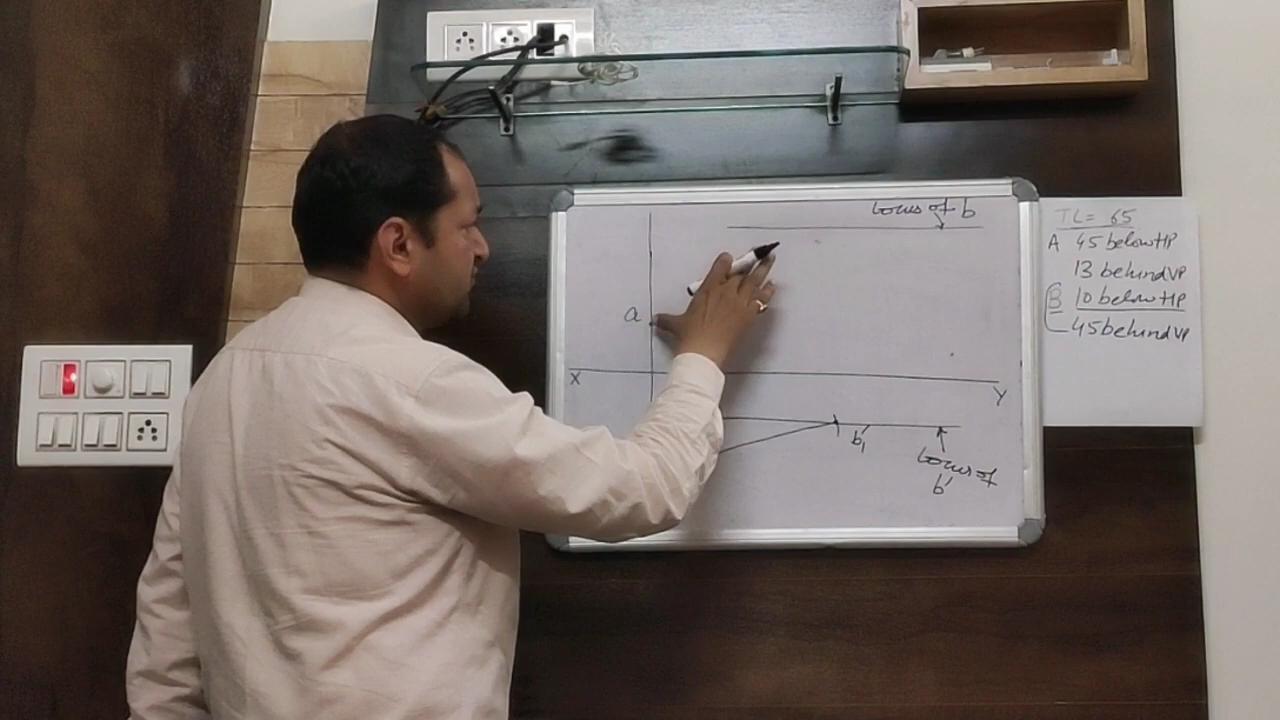 Locus of b
a
X
Y
b₁′
Locus of
b′
TL = 65
A 45 below HP
13 behind VP
B 10 below HP
45 behind VP